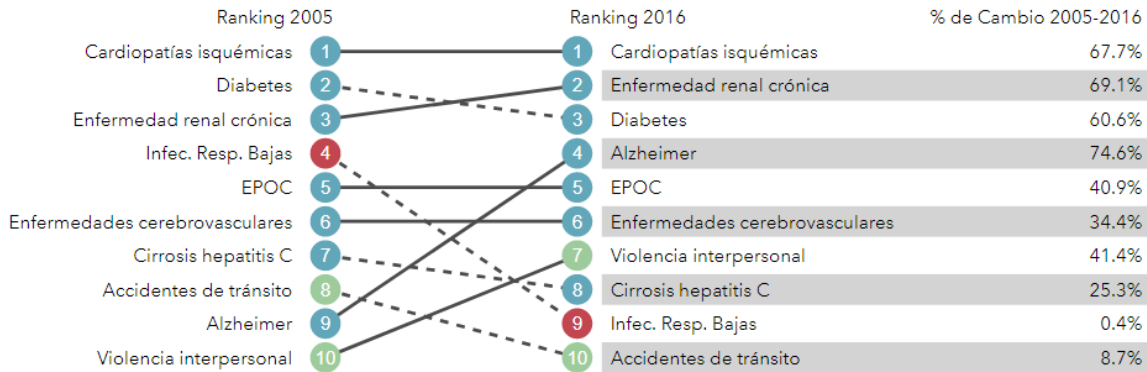 Ranking 2005 Ranking 2016 % de Cambio 2005-2016
Cardiopatías isquémicas 1 1 Cardiopatías isquémicas 67.7%
Diabetes 2 2 Enfermedad renal crónica 69.1%
Enfermedad renal crónica 3 3 Diabetes 60.6%
Infec. Resp. Bajas 4 4 Alzheimer 74.6%
EPOC 5 5 EPOC 40.9%
Enfermedades cerebrovasculares 6 6 Enfermedades cerebrovasculares 34.4%
Cirrosis hepatitis C 7 7 Violencia interpersonal 41.4%
Accidentes de tránsito 8 8 Cirrosis hepatitis C 25.3%
Alzheimer 9 9 Infec. Resp. Bajas 0.4%
Violencia interpersonal 10 10 Accidentes de tránsito 8.7%